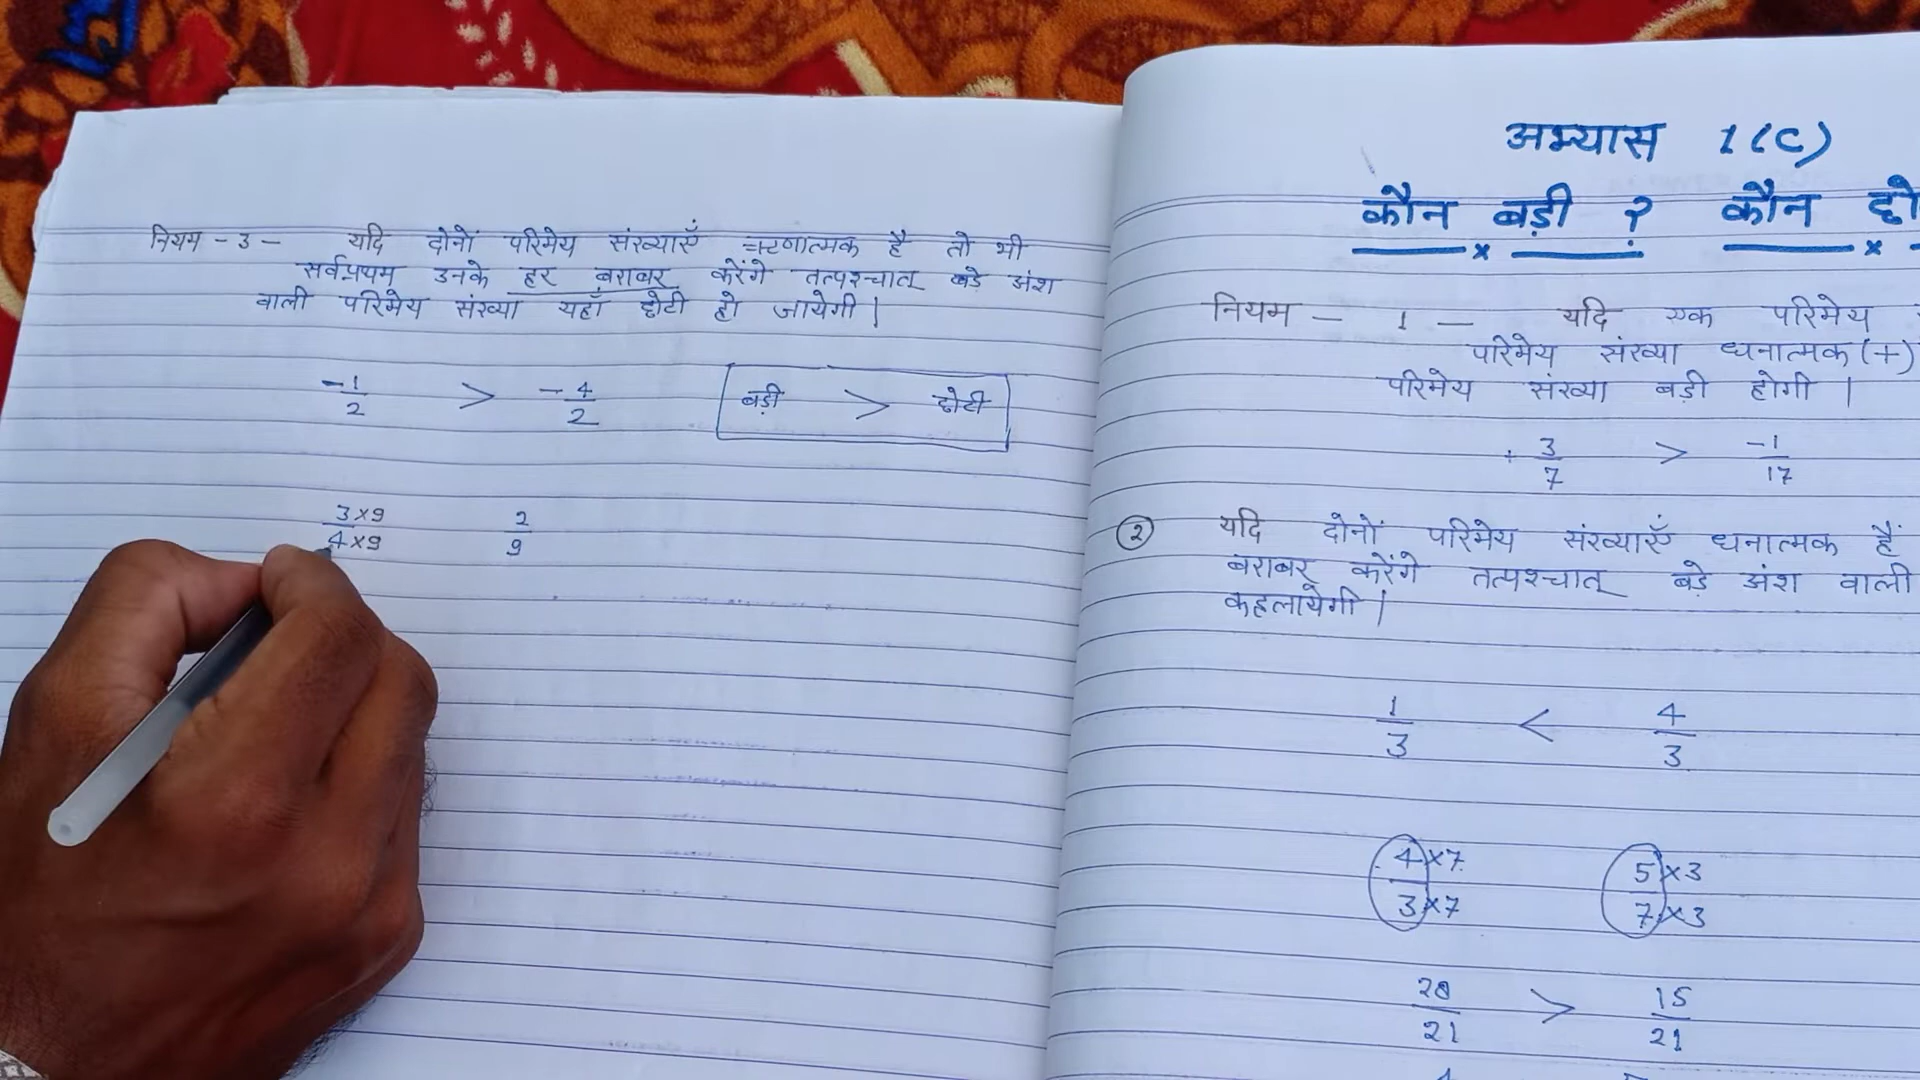 नियम - 3 - यदि दोनों परिमेय संख्याएँ ऋणात्मक है तो भी
सर्वप्रथम उनके हर बराबर करेंगे तत्पश्चात् बड़े अंश
वाली परिमेय संख्या यहाँ छोटी हो जायेगी।
-1/2 > -4/2 बड़ी > छोटी
3×9/4×9 2/9
अभ्यास 1(C)
कौन बड़ी ? कौन छो
नियम - 1 - यदि एक परिमेय
परिमेय संख्या धनात्मक (+)
परिमेय संख्या बड़ी होगी।
+3/7 > -1/17
② यदि दोनों परिमेय संख्याएँ धनात्मक हैं
बराबर करेंगे तत्पश्चात् बड़े अंश वाली
कहलायेगी।
1/3 < 4/3
4×7/3×7 5×3/7×3
28/21 > 15/21